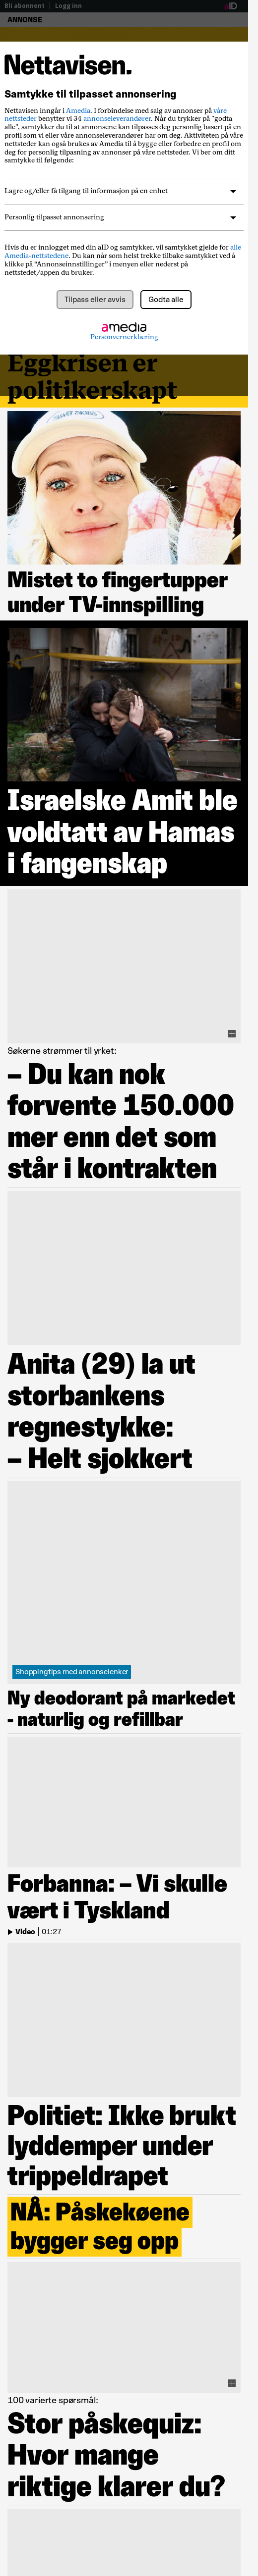 Bli abonnent | Logg inn
aID
ANNONSE
Nettavisen.
Samtykke til tilpasset annonsering
Nettavisen inngår i Amedia. I forbindelse med salg av annonser på våre
nettsteder benytter vi 34 annonseleverandører. Når du trykker på "godta
alle", samtykker du til at annonsene kan tilpasses deg personlig basert på en
profil som vi eller våre annonseleverandører har om deg. Aktiviteten på våre
nettsteder kan også brukes av Amedia til å bygge eller forbedre en profil om
deg for personlig tilpasning av annonser på våre nettsteder. Vi ber om ditt
samtykke til følgende:
Lagre og/eller få tilgang til informasjon på en enhet
Personlig tilpasset annonsering
Hvis du er innlogget med din aID og samtykker, vil samtykket gjelde for alle
Amedia-nettstedene. Du kan når som helst trekke tilbake samtykket ved å
klikke på “Annonseinnstillinger” i menyen eller nederst på
nettstedet/appen du bruker.
Tilpass eller avvis
Godta alle
amedia
Personvernerklæring
Eggkrisen er
politikerskapt
Mistet to fingertupper
under TV-innspilling
Israelske Amit ble
voldtatt av Hamas
i fangenskap
Søkerne strømmer til yrket:
– Du kan nok
forvente 150.000
mer enn det som
står i kontrakten
Anita (29) la ut
storbankens
regnestykke:
– Helt sjokkert
Shoppingtips med annonselenker
Ny deodorant på markedet
- naturlig og refillbar
Forbanna: – Vi skulle
vært i Tyskland
Video | 01:27
Politiet: Ikke brukt
lyddemper under
trippeldrapet
NÅ: Påskekøene
bygger seg opp
100 varierte spørsmål:
Stor påskequiz:
Hvor mange
riktige klarer du?